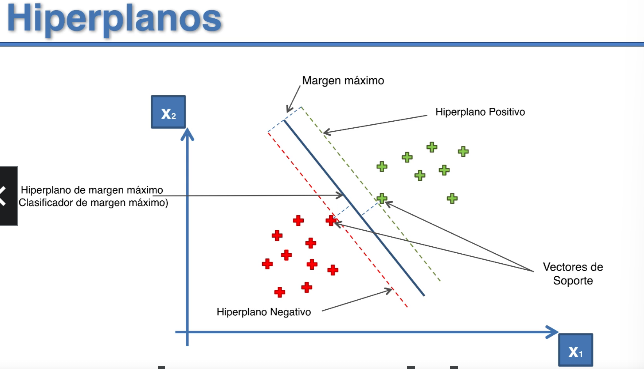 Hiperplanos
Margen máximo
X2
Hiperplano Positivo
Hiperplano de margen máximo
Clasificador de margen máximo)
Vectores de
Soporte
Hiperplano Negativo
X1